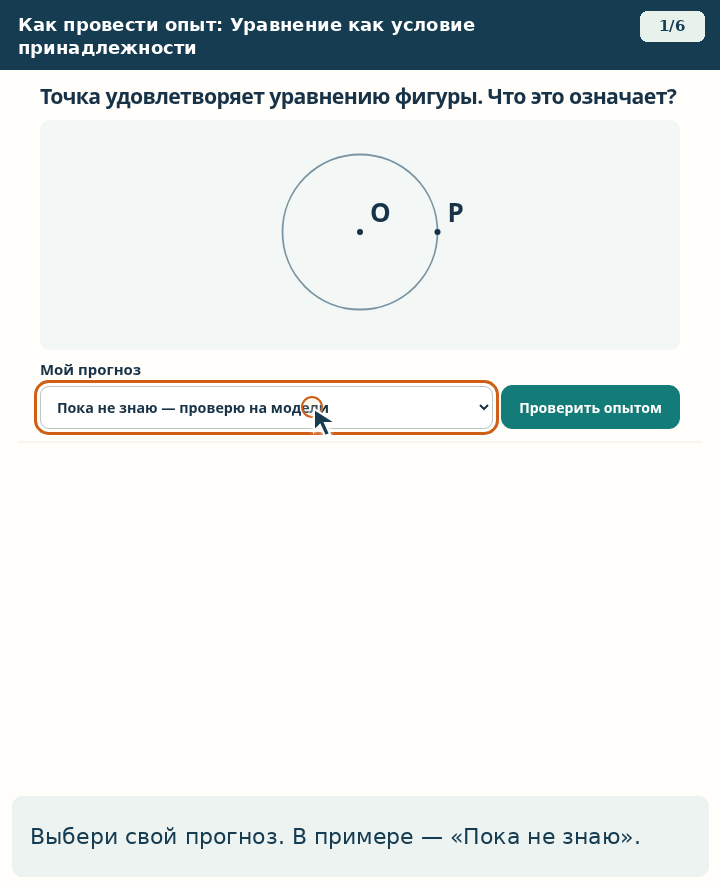 Как провести опыт: Уравнение как условие
принадлежности
1/6
Точка удовлетворяет уравнению фигуры. Что это означает?
O
P
Мой прогноз
Пока не знаю — проверю на модели
Проверить опытом
Выбери свой прогноз. В примере — «Пока не знаю».